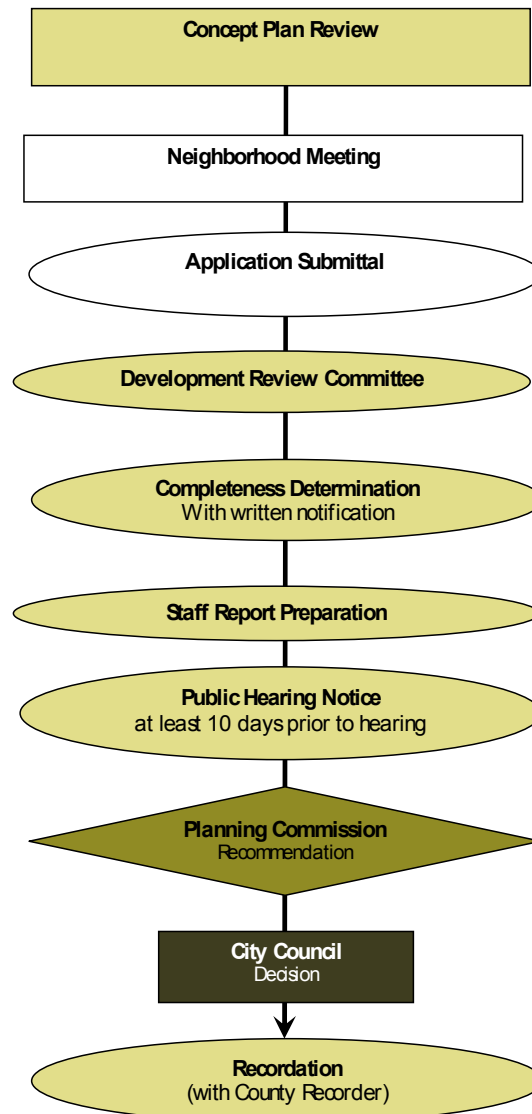 Concept Plan Review
Neighborhood Meeting
Application Submittal
Development Review Committee
Completeness Determination
With written notification
Staff Report Preparation
Public Hearing Notice
at least 10 days prior to hearing
Planning Commission
Recommendation
City Council
Decision
Recordation
(with County Recorder)